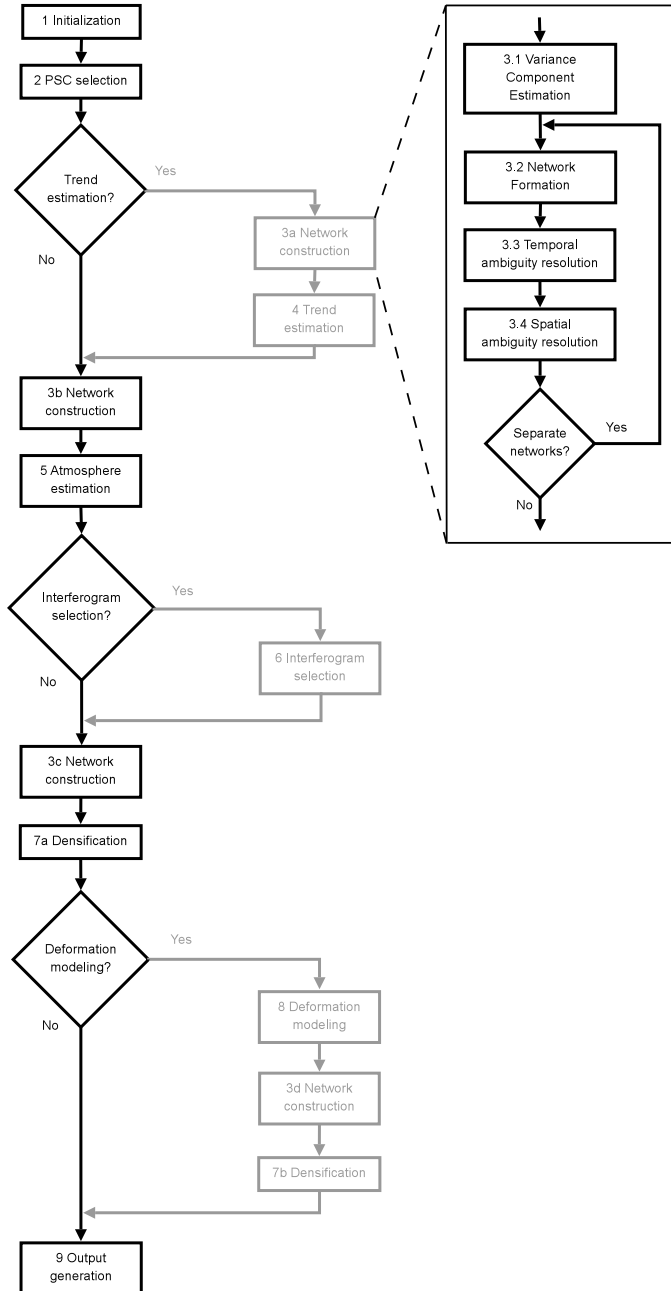 1 Initialization
2 PSC selection
Trend
estimation?
Yes
No
3a Network
construction
4 Trend
estimation
3b Network
construction
5 Atmosphere
estimation
Interferogram
selection?
Yes
No
6 Interferogram
selection
3c Network
construction
7a Densification
Deformation
modeling?
Yes
No
8 Deformation
modeling
3d Network
construction
7b Densification
9 Output
generation
3.1 Variance
Component
Estimation
3.2 Network
Formation
3.3 Temporal
ambiguity resolution
3.4 Spatial
ambiguity resolution
Separate
networks?
Yes
No